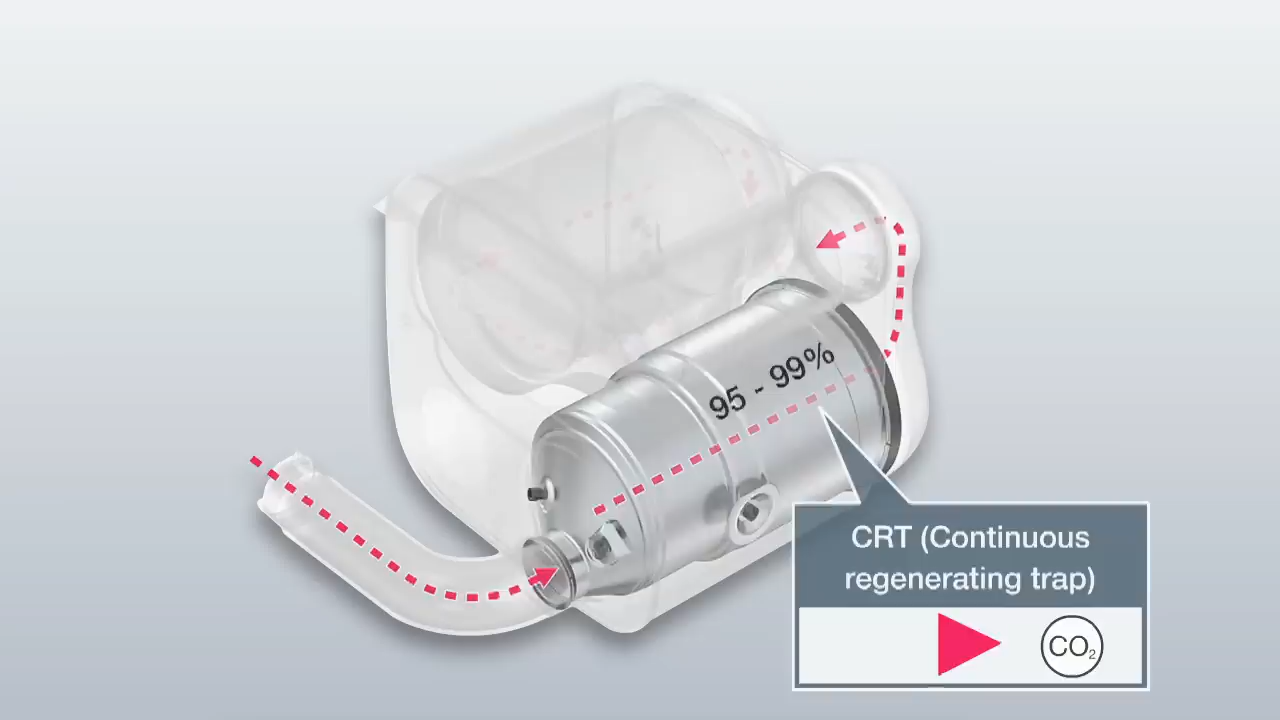 95 - 99%
CRT (Continuous
regenerating trap)
CO₂